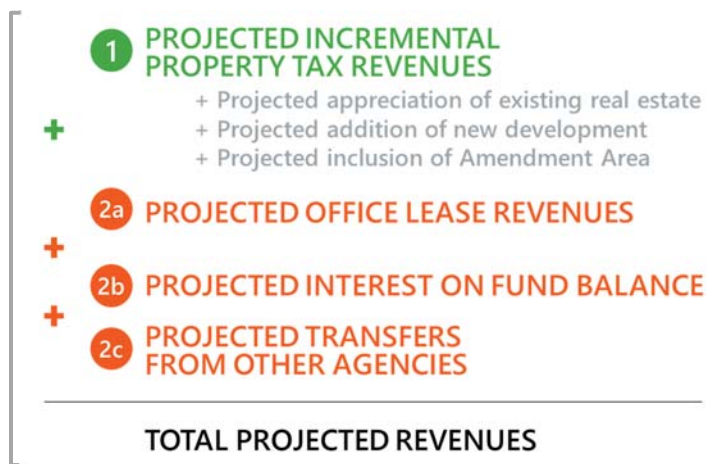 1 PROJECTED INCREMENTAL
PROPERTY TAX REVENUES
+ Projected appreciation of existing real estate
+ Projected addition of new development
+ Projected inclusion of Amendment Area
+
2a PROJECTED OFFICE LEASE REVENUES
+
2b PROJECTED INTEREST ON FUND BALANCE
+
2c PROJECTED TRANSFERS
FROM OTHER AGENCIES
TOTAL PROJECTED REVENUES